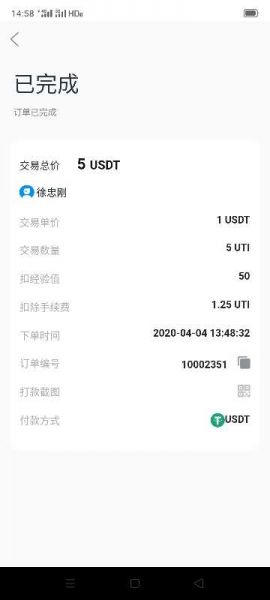 14:58 HD
已完成
订单已完成
交易总价 5 USDT
徐忠刚
交易单价 1 USDT
交易数量 5 UTI
扣经验值 50
扣除手续费 1.25 UTI
下单时间 2020-04-04 13:48:32
订单编号 10002351
打款截图
付款方式 USDT